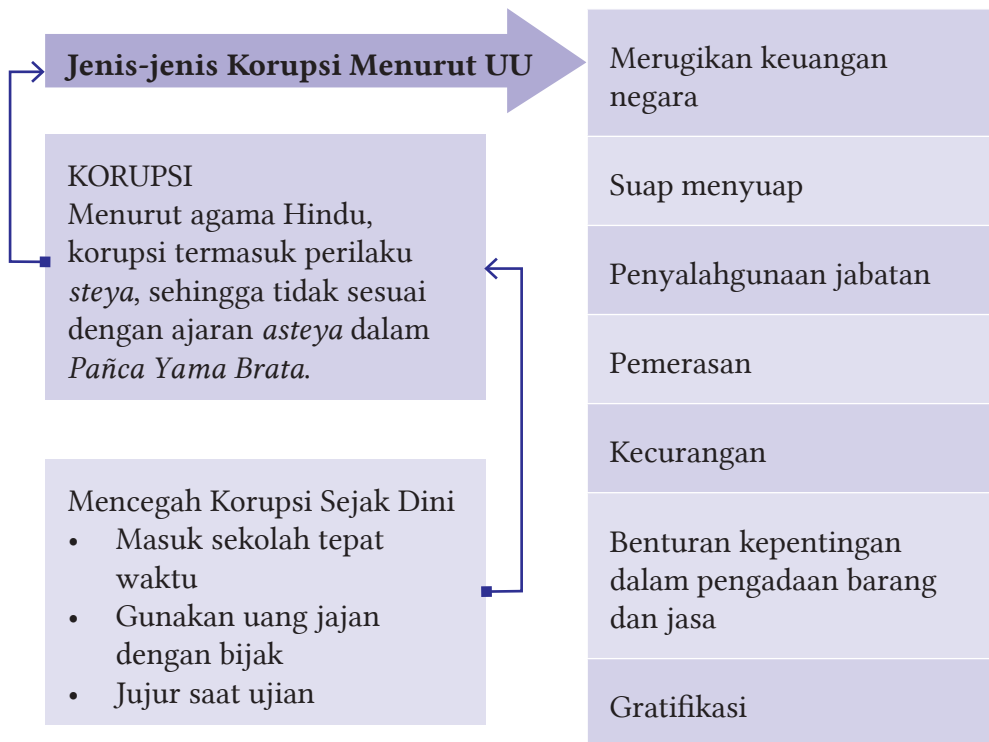 Jenis-jenis Korupsi Menurut UU
KORUPSI
Menurut agama Hindu,
korupsi termasuk perilaku
steya, sehingga tidak sesuai
dengan ajaran asteya dalam
Pañca Yama Brata.
Mencegah Korupsi Sejak Dini
• Masuk sekolah tepat
waktu
• Gunakan uang jajan
dengan bijak
• Jujur saat ujian
Merugikan keuangan
negara
Suap menyuap
Penyalahgunaan jabatan
Pemerasan
Kecurangan
Benturan kepentingan
dalam pengadaan barang
dan jasa
Gratifikasi